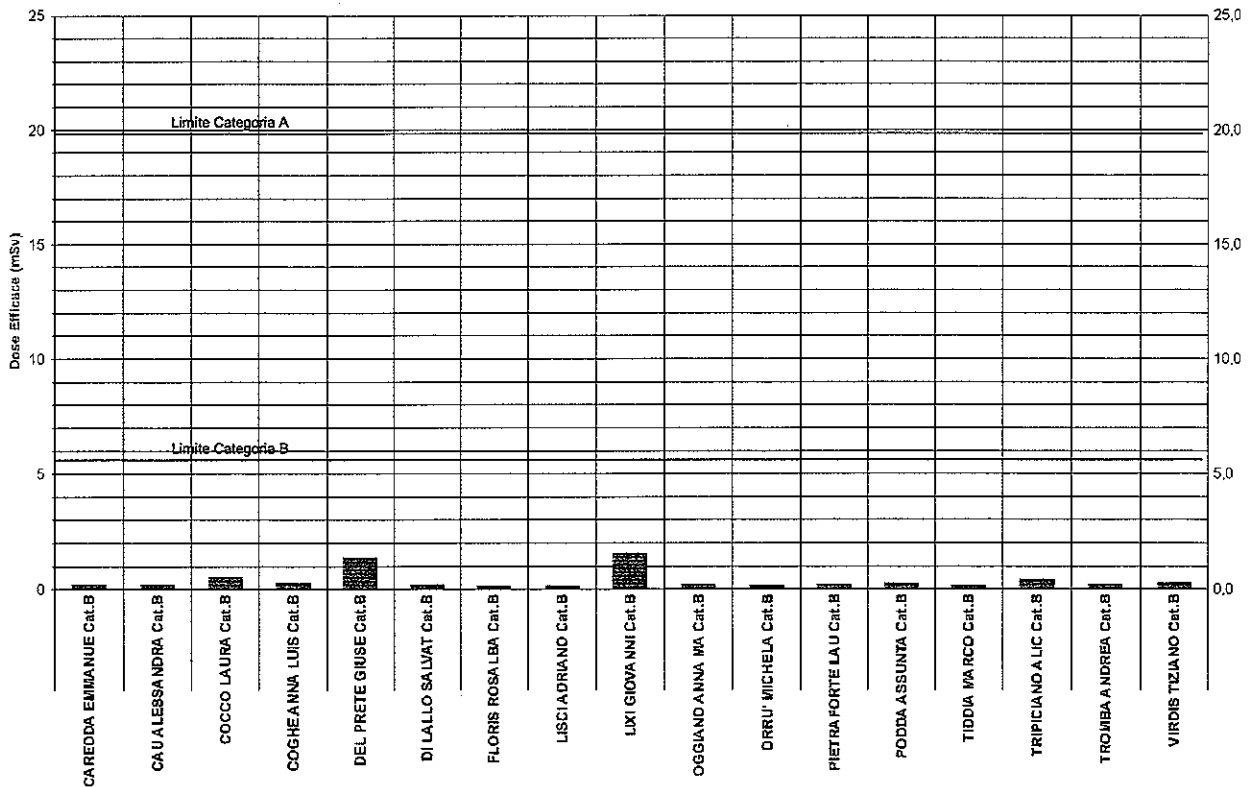 25
25,0
Limite Categoria A
20
20,0
15
15,0
Dose Efficace (mSv)
10
10,0
Limite Categoria B
5
5,0
0
0,0
CAREDDA EMMANUE Cat.B
CAU ALESSANDRA Cat.B
COCCO LAURA Cat.B
COGHE ANNA LUIS Cat.B
DEL PRETE GIUSE Cat.B
DI LALLO SALVAT Cat.B
FLORIS ROSALBA Cat.B
LISCI ADRIANO Cat.B
LIXI GIOVANNI Cat.B
OGGIANO ANNA MA Cat.B
ORRU' MICHELA Cat.B
PIETRAFORTE LAU Cat.B
PODDA ASSUNTA Cat.B
TIDDIA MARCO Cat.B
TRIPICIANO ALIC Cat.B
TROMBA ANDREA Cat.B
VIRDIS TIZIANO Cat.B